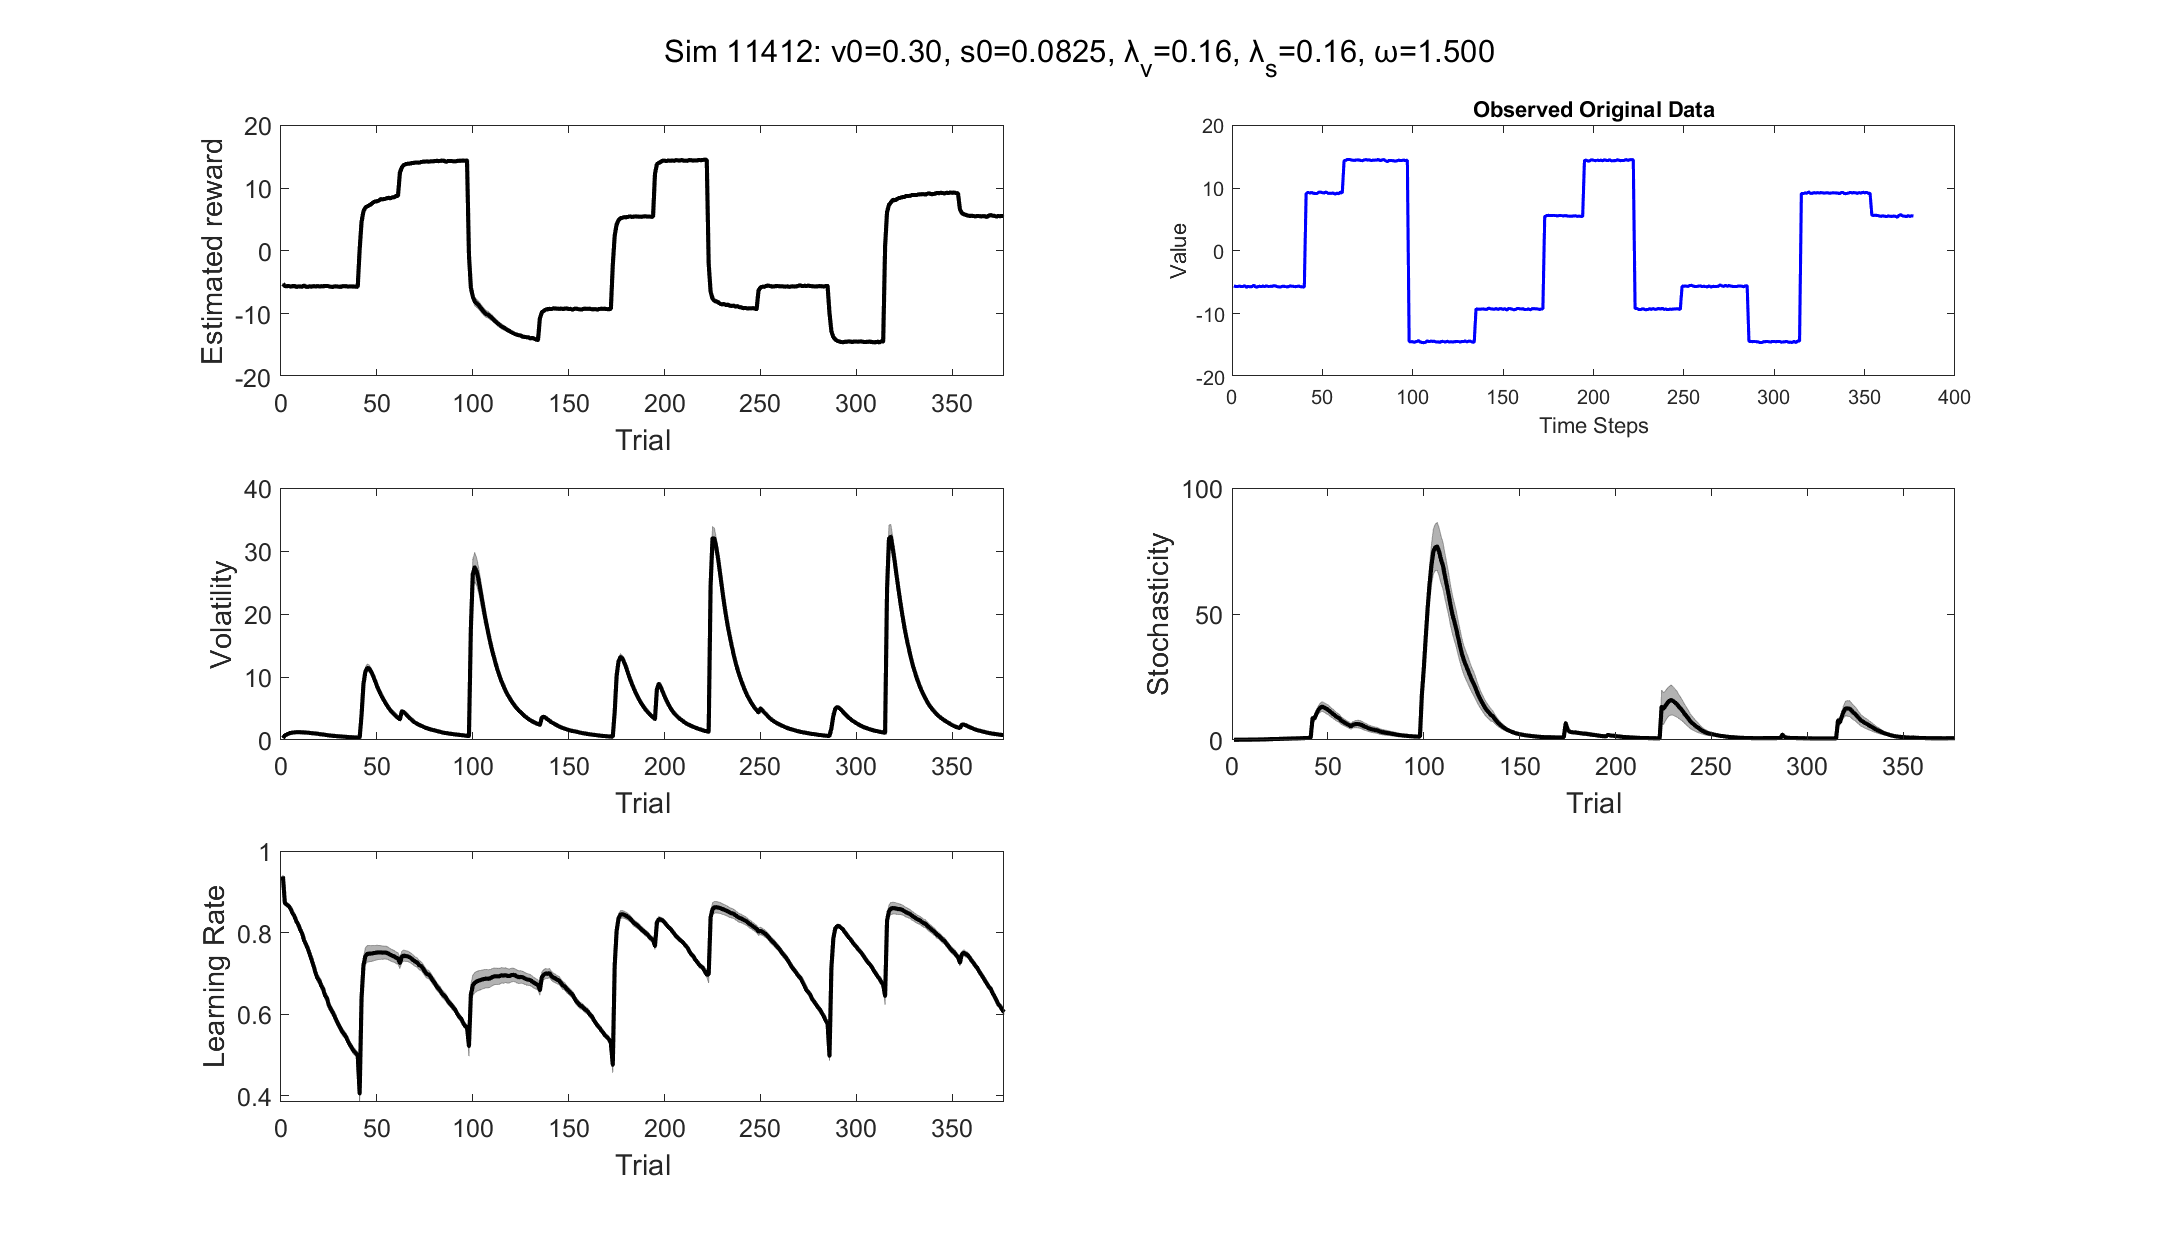 Sim 11412: v0=0.30, s0=0.0825, λ_v=0.16, λ_s=0.16, ω=1.500
Estimated reward
20
10
0
-10
-20
0 50 100 150 200 250 300 350
Trial
Observed Original Data
Value
20
10
0
-10
-20
0 50 100 150 200 250 300 350 400
Time Steps
Volatility
40
30
20
10
0
0 50 100 150 200 250 300 350
Trial
Stochasticity
100
50
0
0 50 100 150 200 250 300 350
Trial
Learning Rate
1
0.8
0.6
0.4
0 50 100 150 200 250 300 350
Trial